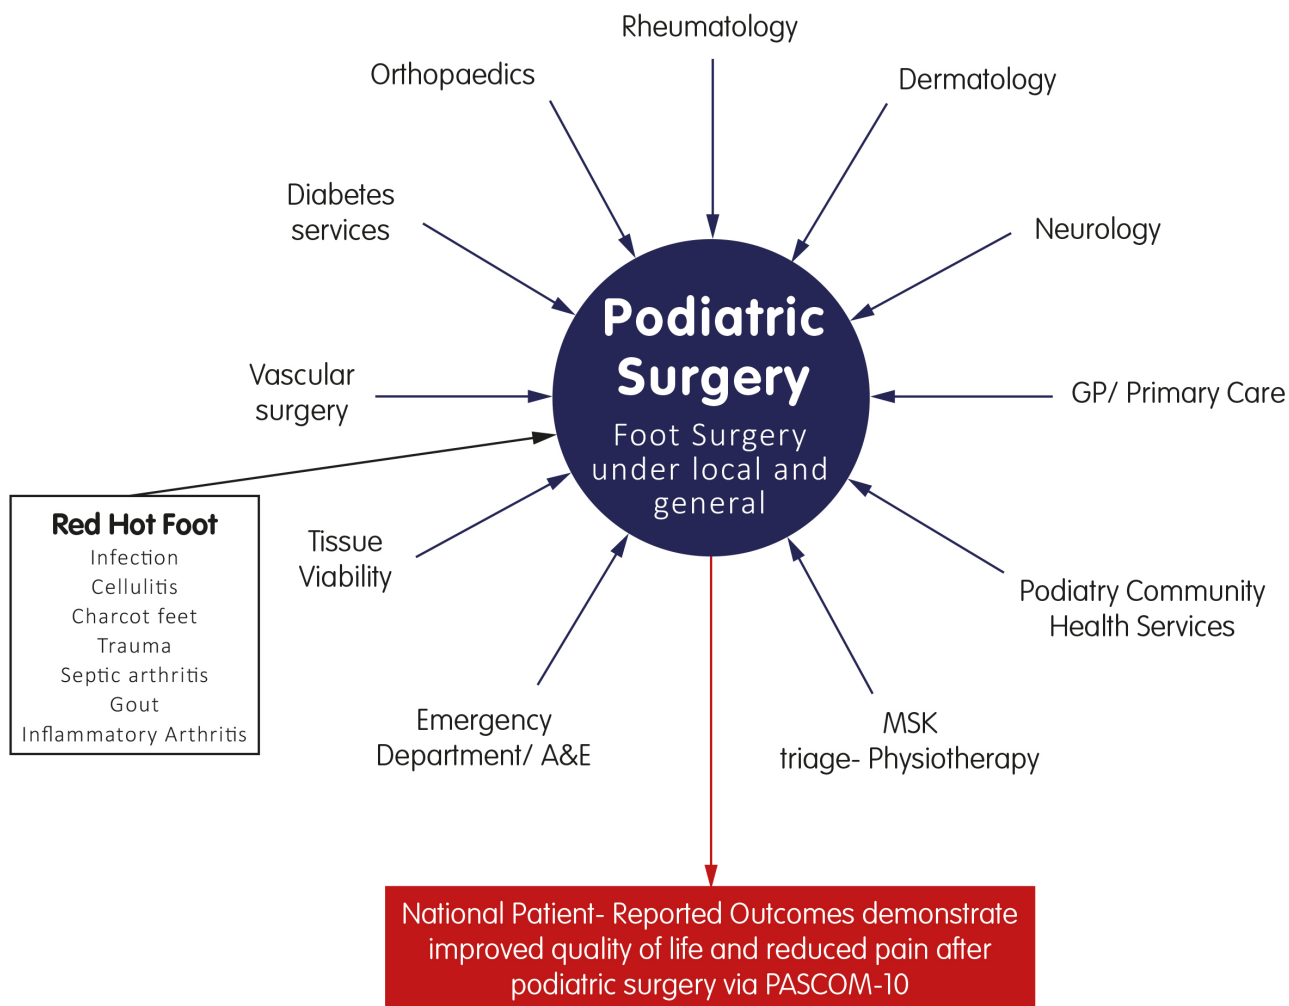 Rheumatology
Orthopaedics
Dermatology
Diabetes
services
Neurology
Vascular
surgery
Podiatric
Surgery
Foot Surgery
under local and
general
GP/ Primary Care
Red Hot Foot
Infection
Cellulitis
Charcot feet
Trauma
Septic arthritis
Gout
Inflammatory Arthritis
Tissue
Viability
Podiatry Community
Health Services
Emergency
Department/ A&E
MSK
triage- Physiotherapy
National Patient- Reported Outcomes demonstrate
improved quality of life and reduced pain after
podiatric surgery via PASCOM-10